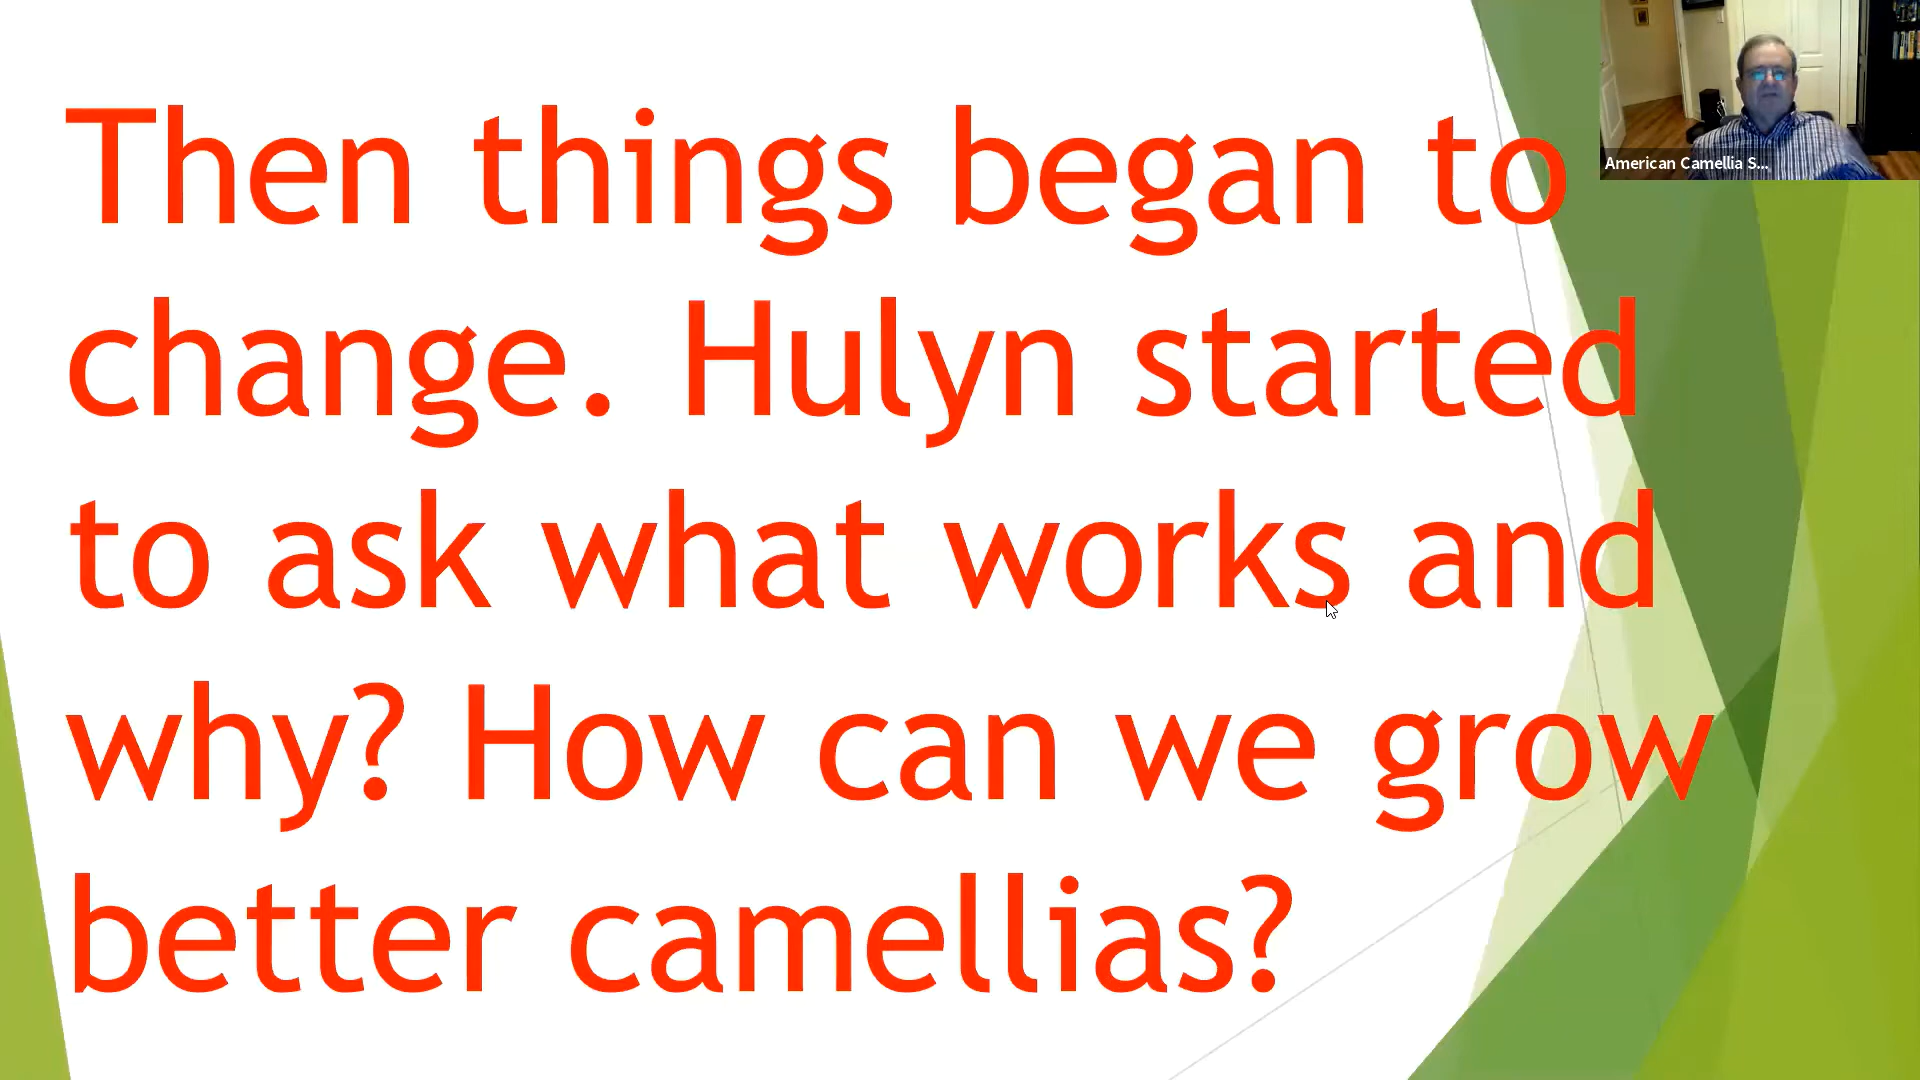 Then things began to
American Camellia S...
change. Hulyn started
to ask what works and
why? How can we grow
better camellias?